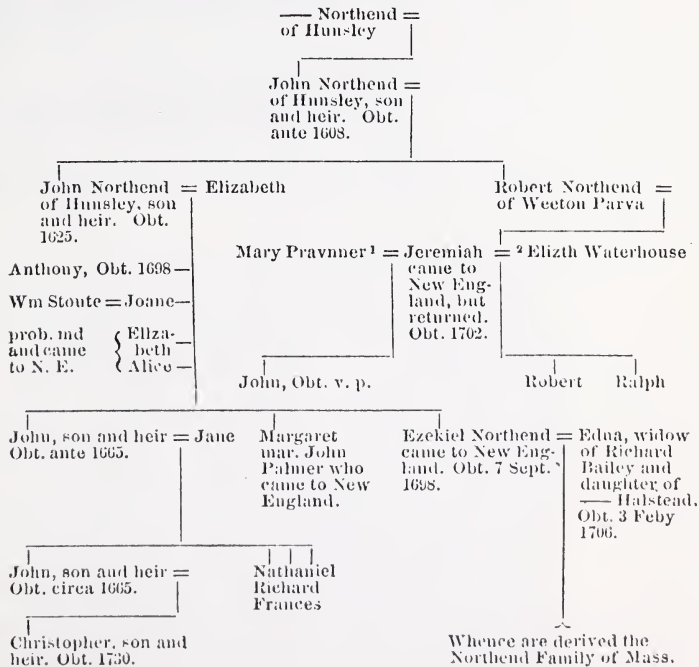 — Northend =
of Hunsley
John Northend =
of Hunsley, son
and heir. Obt.
ante 1608.
John Northend = Elizabeth
of Hunsley, son
and heir. Obt.
1625.
Robert Northend =
of Weeton Parva
Anthony, Obt. 1698
Wm Stoute = Joane
prob. md
and came
to N. E.
Eliza-
beth
Alice
Mary Pravnner 1 = Jeremiah = 2 Elizth Waterhouse
came to
New Eng-
land, but
returned.
Obt. 1702.
John, Obt. v. p.
Robert
Ralph
John, son and heir = Jane
Obt. ante 1665.
Margaret
mar. John
Palmer who
came to New
England.
Ezekiel Northend =
came to New Eng-
land. Obt. 7 Sept.
1698.
Edna, widow
of Richard
Bailey and
daughter of
— Halstead.
Obt. 3 Feby
1706.
John, son and heir =
Obt. circa 1665.
Nathaniel
Richard
Frances
Christopher, son and
heir. Obt. 1730.
Whence are derived the
Northend Family of Mass.